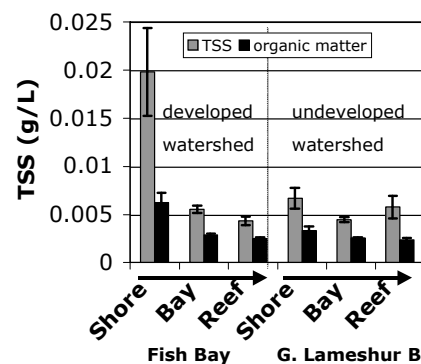 0.025
TSS organic matter
0.02
0.015
developed undeveloped
watershed watershed
0.01
0.005
0
TSS (g/L)
Shore Bay Reef Shore Bay Reef
Fish Bay G. Lameshur B